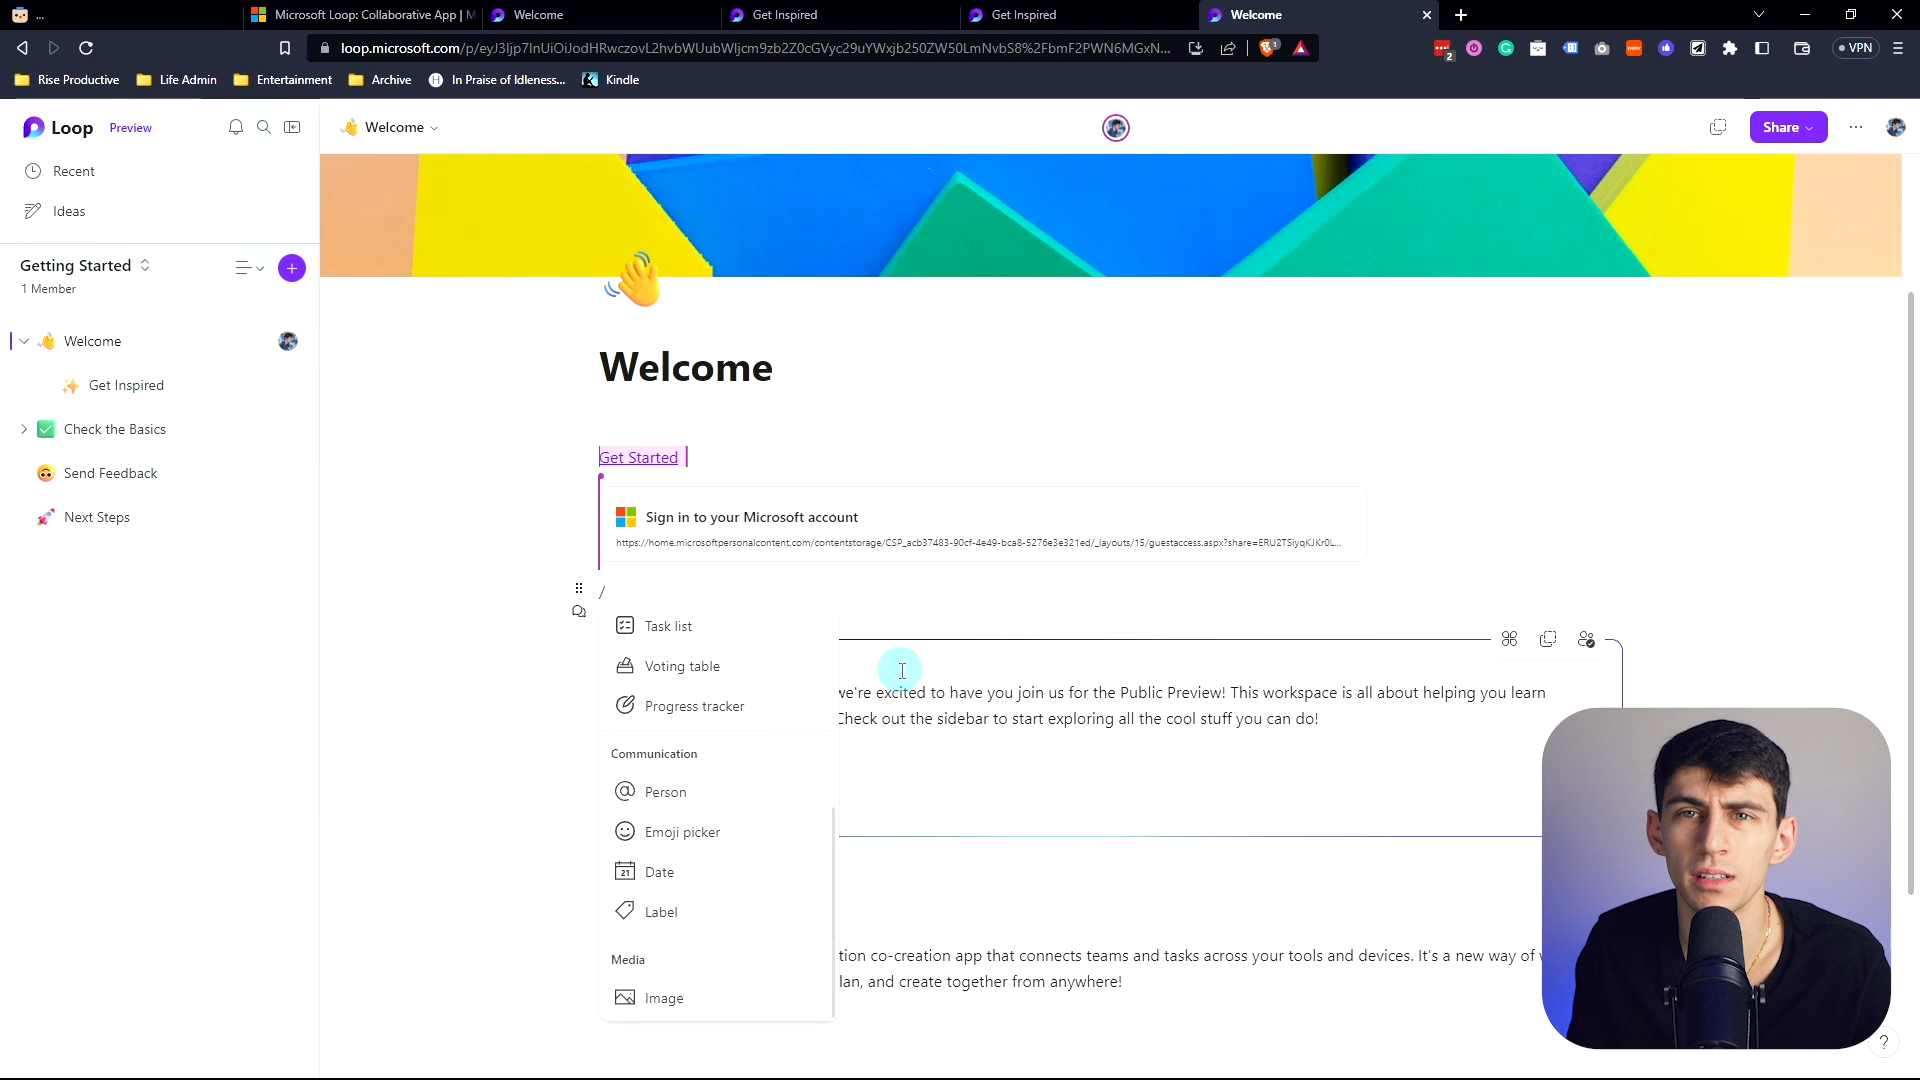 ...
Microsoft Loop: Collaborative App | M
Welcome
Get Inspired
Get Inspired
Welcome
2
1
VPN
Rise Productive
Life Admin
Entertainment
Archive
In Praise of Idleness...
Kindle
Loop Preview
Recent
Ideas
Getting Started
1 Member
Welcome
Get Inspired
Check the Basics
Send Feedback
Next Steps
Welcome
Share
Welcome
Get Started
Sign in to your Microsoft account
/
Task list
Voting table
Progress tracker
Communication
Person
Emoji picker
21 Date
Label
Media
Image
we're excited to have you join us for the Public Preview! This workspace is all about helping you learn
Check out the sidebar to start exploring all the cool stuff you can do!
tion co-creation app that connects teams and tasks across your tools and devices. It's a new way of
lan, and create together from anywhere!
?